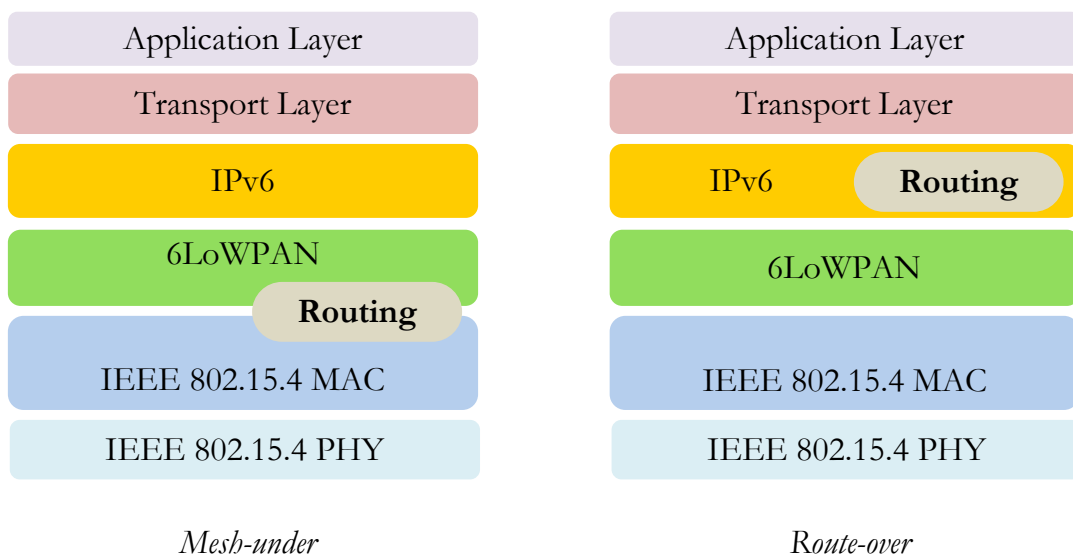 Application Layer
Transport Layer
IPv6
6LoWPAN
Routing
IEEE 802.15.4 MAC
IEEE 802.15.4 PHY
Mesh-under
Application Layer
Transport Layer
IPv6 Routing
6LoWPAN
IEEE 802.15.4 MAC
IEEE 802.15.4 PHY
Route-over